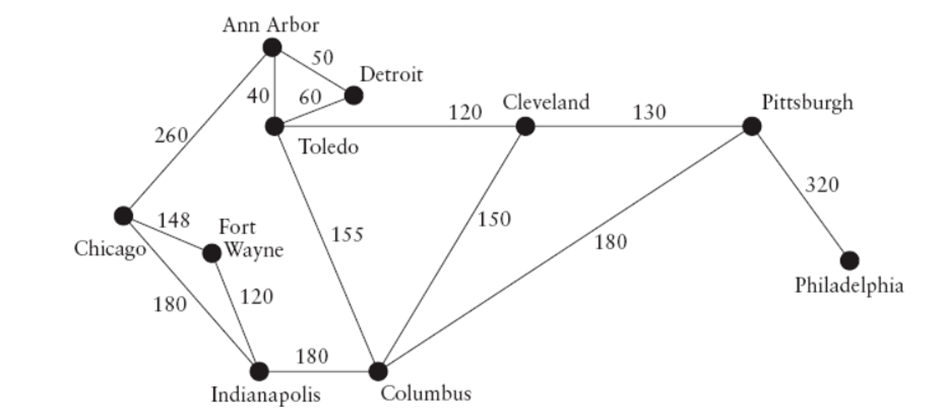 Ann Arbor
50
Detroit
40
60
Cleveland
Pittsburgh
120
130
260
Toledo
320
148
Fort
Wayne
150
Chicago
155
180
Philadelphia
180
120
180
Indianapolis
Columbus